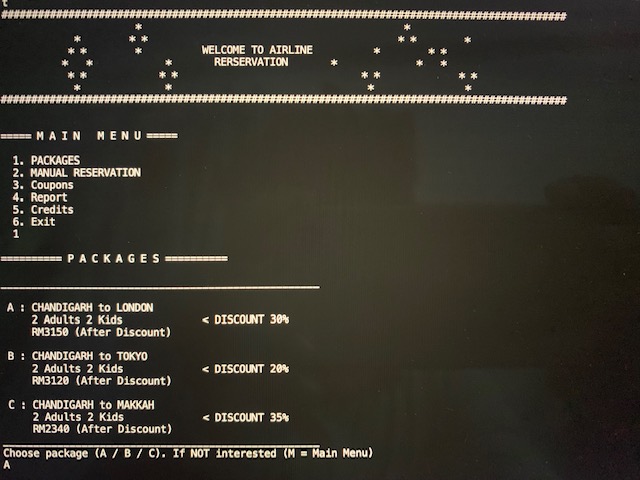 t
WELCOME TO AIRLINE
RERSERVATION
MAIN MENU
1. PACKAGES
2. MANUAL RESERVATION
3. Coupons
4. Report
5. Credits
6. Exit
1
PACKAGES
A : CHANDIGARH to LONDON
2 Adults 2 Kids < DISCOUNT 30%
RM3150 (After Discount)
B : CHANDIGARH to TOKYO
2 Adults 2 Kids < DISCOUNT 20%
RM3120 (After Discount)
C : CHANDIGARH to MAKKAH
2 Adults 2 Kids < DISCOUNT 35%
RM2340 (After Discount)
Choose package (A / B / C). If NOT interested (M = Main Menu)
A